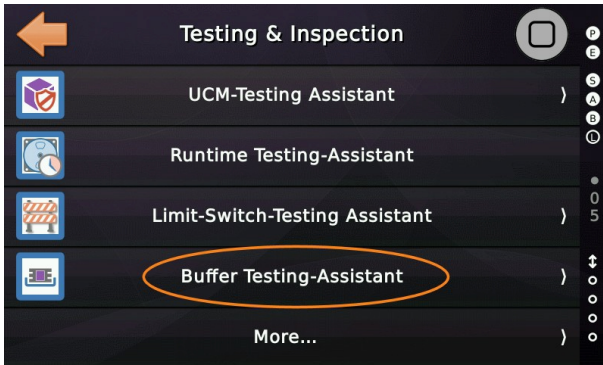 Testing & Inspection
UCM-Testing Assistant
Runtime Testing-Assistant
Limit-Switch-Testing Assistant
Buffer Testing-Assistant
More...
P
E
S
A
B
L
0
5